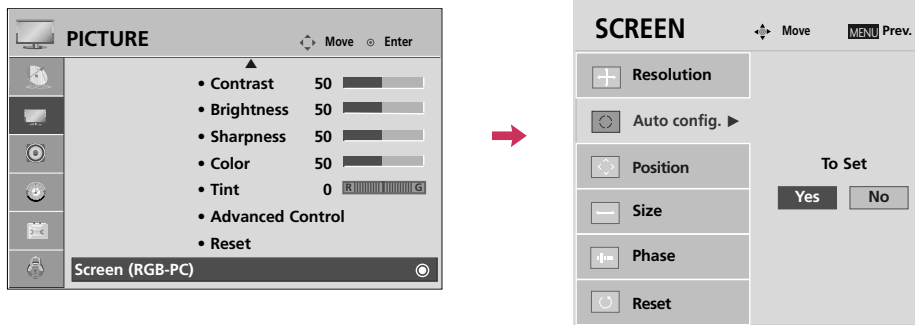 PICTURE
Move
Enter
• Contrast 50
• Brightness 50
• Sharpness 50
• Color 50
• Tint 0 R G
• Advanced Control
• Reset
Screen (RGB-PC)
SCREEN
Move
MENU Prev.
Resolution
Auto config. ►
Position
Size
Phase
Reset
To Set
Yes No